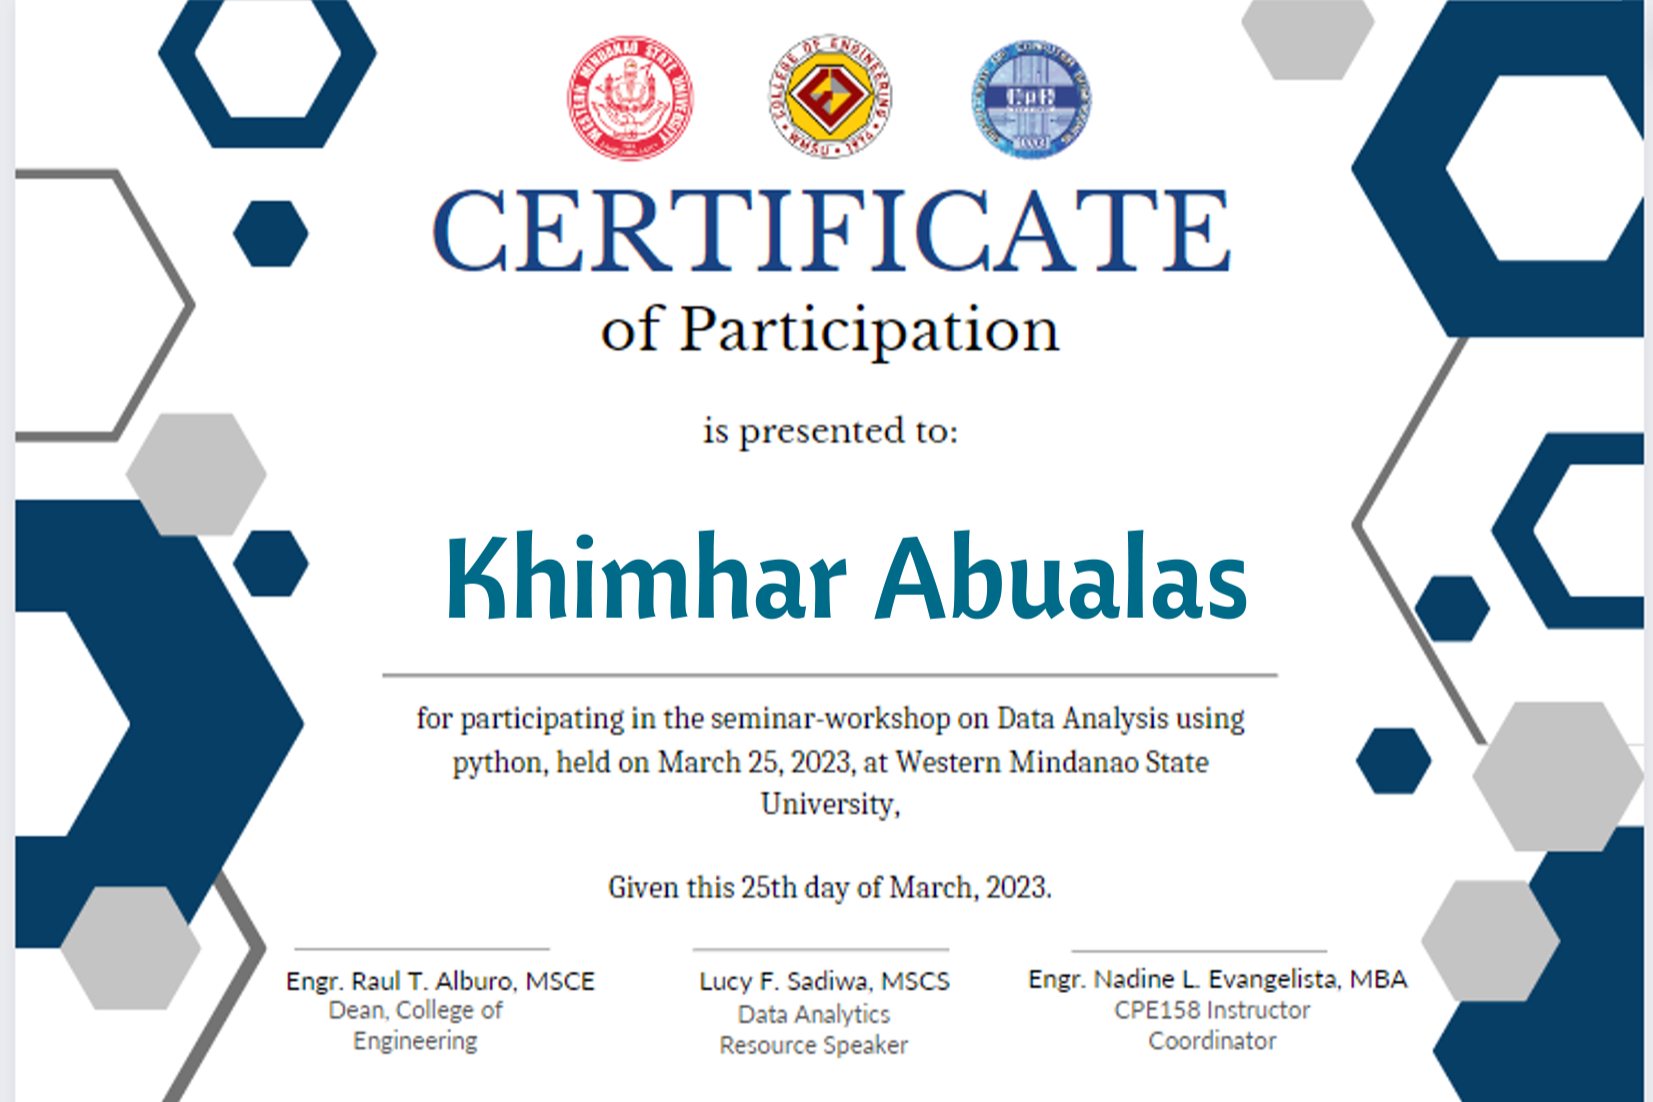 WESTERN MINDANAO STATE UNIVERSITY
COLLEGE OF ENGINEERING
WMSU • 1974
CpE
CERTIFICATE
of Participation
is presented to:
Khimhar Abualas
for participating in the seminar-workshop on Data Analysis using
python, held on March 25, 2023, at Western Mindanao State
University,
Given this 25th day of March, 2023.
Engr. Raul T. Alburo, MSCE
Dean, College of
Engineering
Lucy F. Sadiwa, MSCS
Data Analytics
Resource Speaker
Engr. Nadine L. Evangelista, MBA
CPE158 Instructor
Coordinator